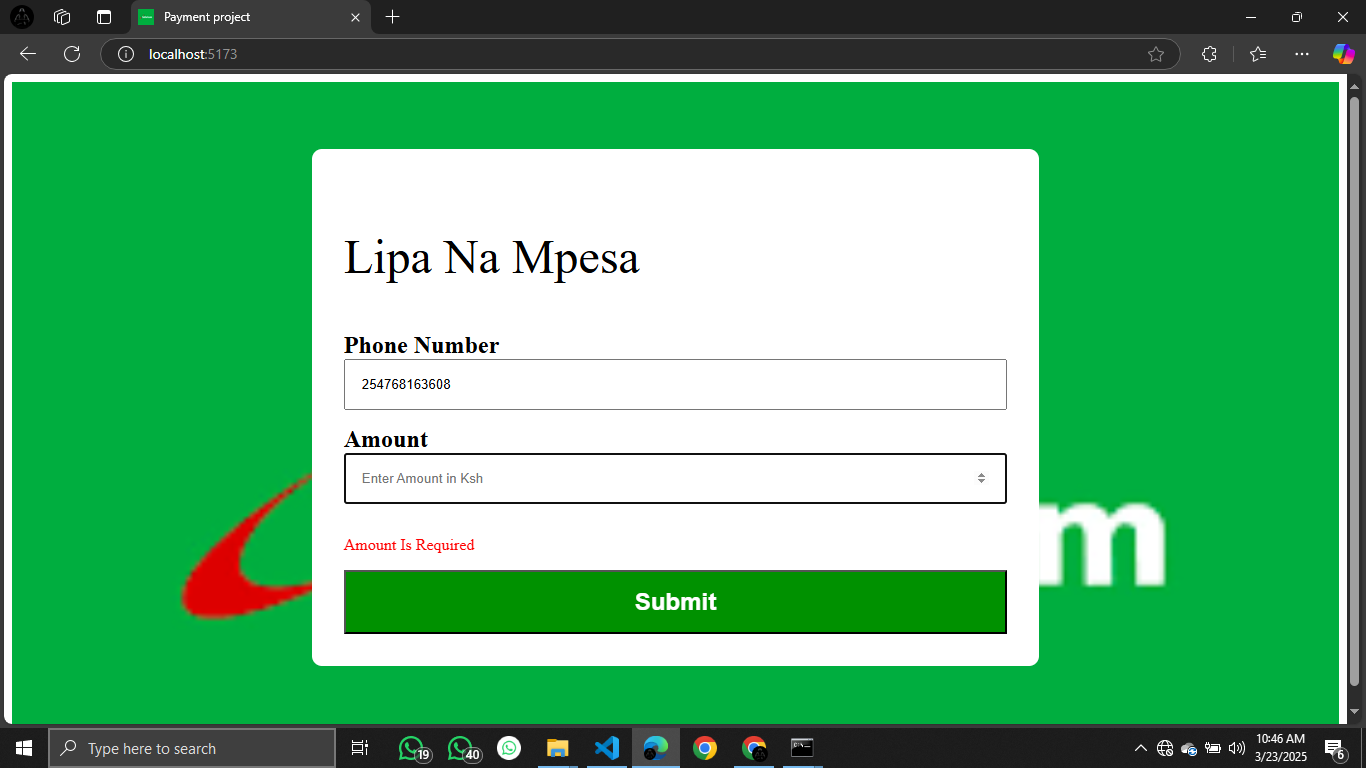 Payment project
localhost:5173
Lipa Na Mpesa
Phone Number
254768163608
Amount
Enter Amount in Ksh
Amount Is Required
m
Submit
Type here to search
19
40
10:46 AM
3/23/2025
6